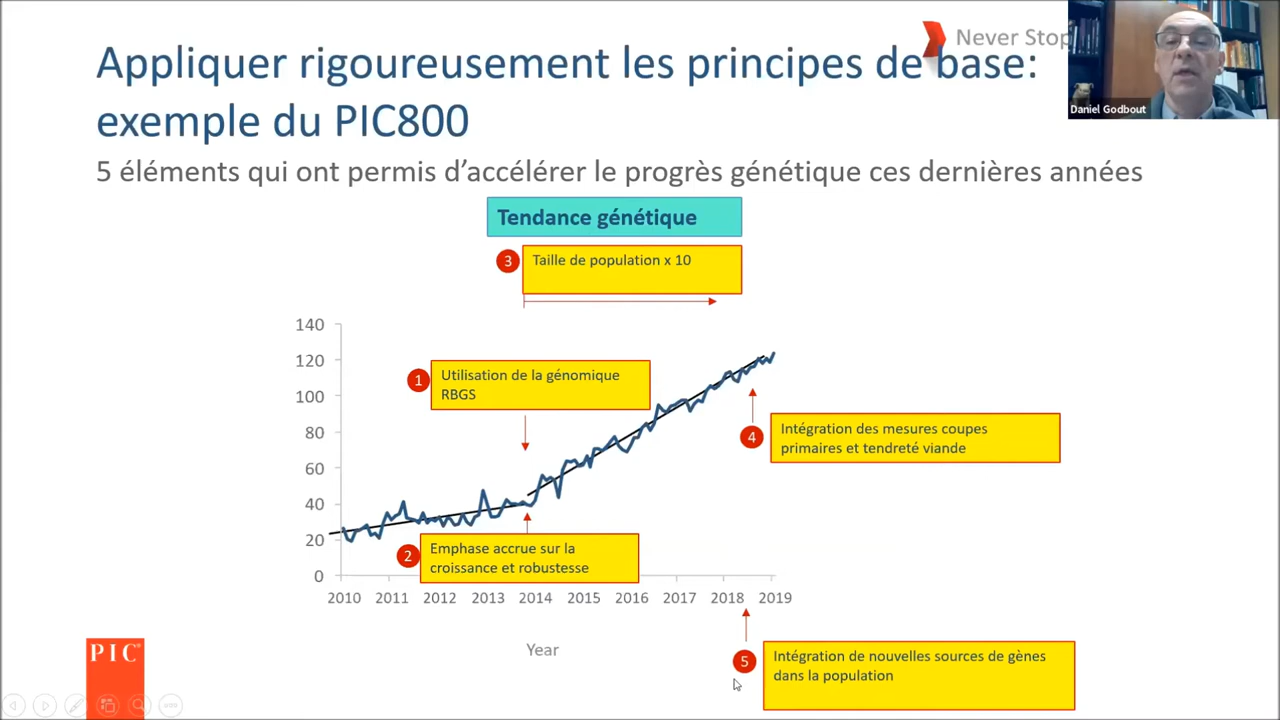 Never Stop
Appliquer rigoureusement les principes de base:
exemple du PIC800
Daniel Godbout
5 éléments qui ont permis d'accélérer le progrès génétique ces dernières années
Tendance génétique
3
Taille de population x 10
140
120
100
80
60
40
20
0
1
Utilisation de la génomique
RBGS
4
Intégration des mesures coupes
primaires et tendreté viande
2
Emphase accrue sur la
croissance et robustesse
2010 2011 2012 2013 2014 2015 2016 2017 2018 2019
Year
5
Intégration de nouvelles sources de gènes
dans la population
PIC®